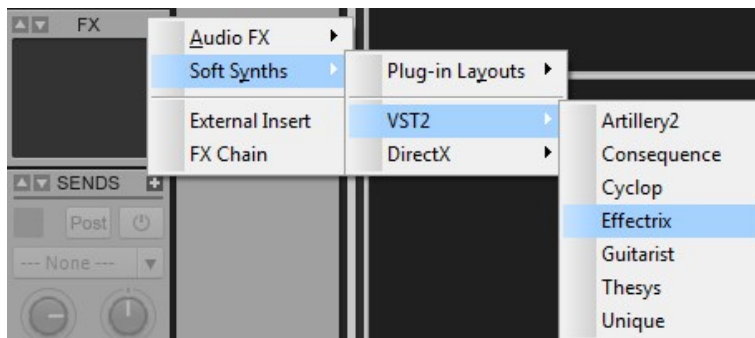 FX
Audio FX
Soft Synths
External Insert
FX Chain
Plug-in Layouts
VST2
DirectX
Artillery2
Consequence
Cyclop
Effectrix
Guitarist
Thesys
Unique
SENDS
Post
--- None ---